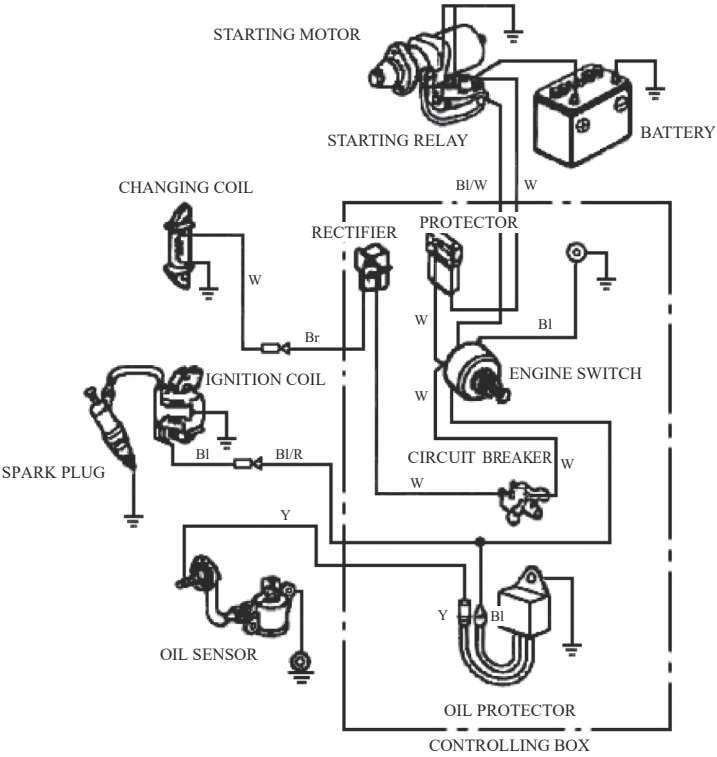 STARTING MOTOR
STARTING RELAY
BATTERY
Bl/W
W
CHANGING COIL
RECTIFIER
PROTECTOR
W
Br
W
Bl
IGNITION COIL
ENGINE SWITCH
W
Bl
Bl/R
CIRCUIT BREAKER
W
SPARK PLUG
W
Y
Y
Bl
OIL SENSOR
OIL PROTECTOR
CONTROLLING BOX